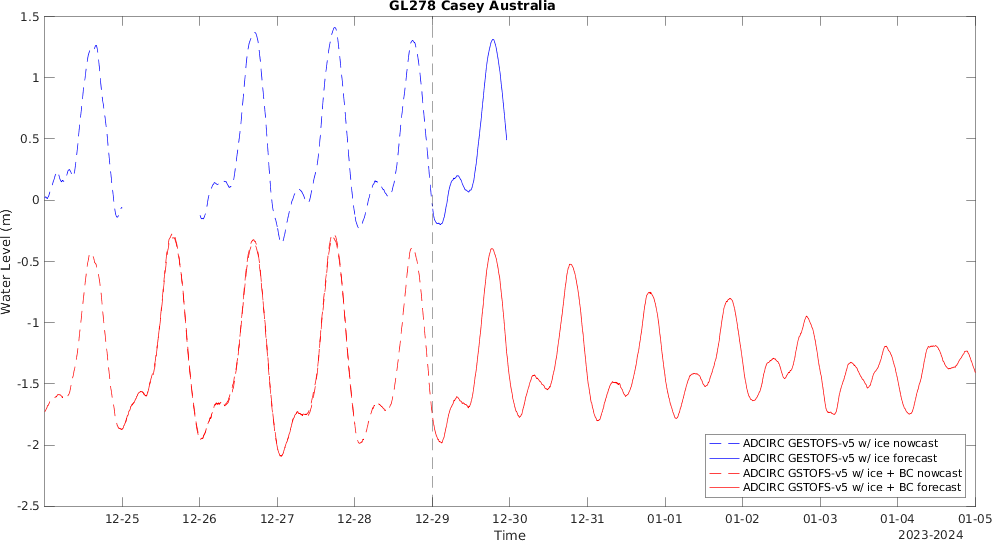 GL278 Casey Australia
Water Level (m)
1.5
1
0.5
0
-0.5
-1
-1.5
-2
-2.5
ADCIRC GESTOFS-v5 w/ ice nowcast
ADCIRC GESTOFS-v5 w/ ice forecast
ADCIRC GSTOFS-v5 w/ ice + BC nowcast
ADCIRC GSTOFS-v5 w/ ice + BC forecast
12-25 12-26 12-27 12-28 12-29 12-30 12-31 01-01 01-02 01-03 01-04 01-05
Time
2023-2024